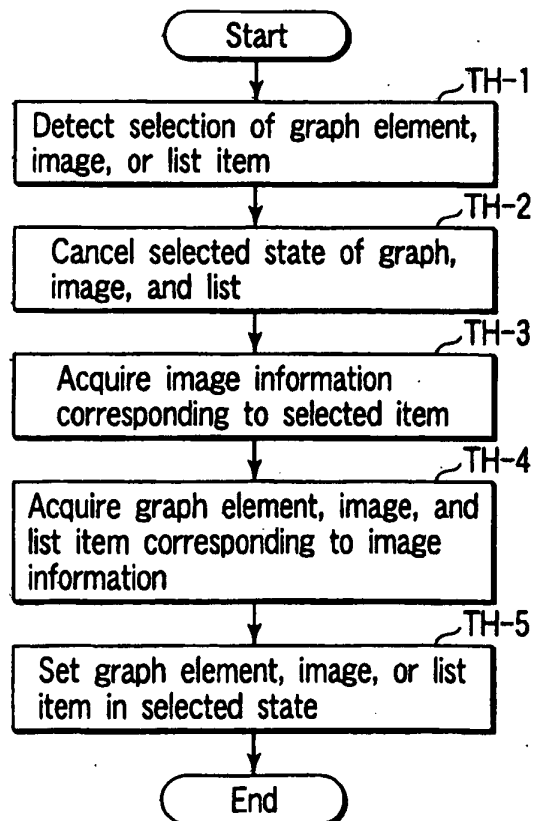 Start
TH-1
Detect selection of graph element,
image, or list item
TH-2
Cancel selected state of graph,
image, and list
TH-3
Acquire image information
corresponding to selected item
TH-4
Acquire graph element, image, and
list item corresponding to image
information
TH-5
Set graph element, image, or list
item in selected state
End